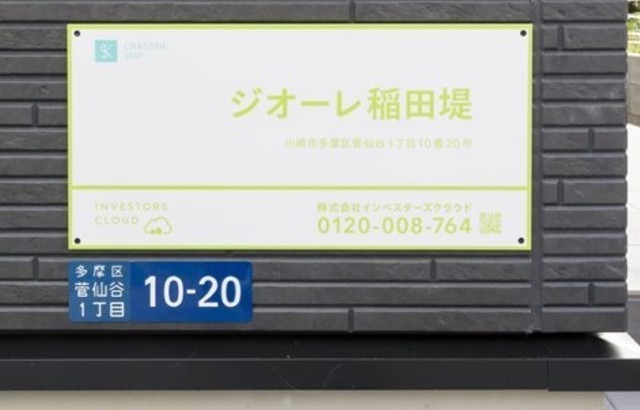 CRASTINE
SKIP
ジオーレ稲田堤
川崎市多摩区菅仙谷1丁目10番20号
INVESTORS
CLOUD
株式会社インベスターズクラウド
0120-008-764
多摩区
菅仙谷
1丁目
10-20